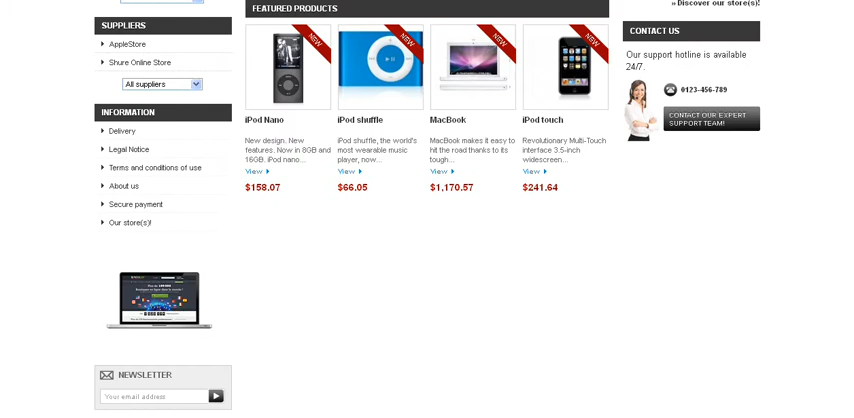 SUPPLIERS
AppleStore
Shure Online Store
All suppliers
INFORMATION
Delivery
Legal Notice
Terms and conditions of use
About us
Secure payment
Our store(s)!
NEWSLETTER
Your email address
FEATURED PRODUCTS
NEW
iPod Nano
New design. New
features. Now in 8GB and
16GB. iPod nano...
View
$158.07
NEW
iPod shuffle
iPod shuffle, the world's
most wearable music
player, now...
View
$66.05
NEW
MacBook
MacBook makes it easy to
hit the road thanks to its
tough...
View
$1,170.57
NEW
iPod touch
Revolutionary Multi-Touch
interface 3.5-inch
widescreen...
View
$241.64
» Discover our store(s)!
CONTACT US
Our support hotline is available
24/7.
0123-456-789
CONTACT OUR EXPERT
SUPPORT TEAM!